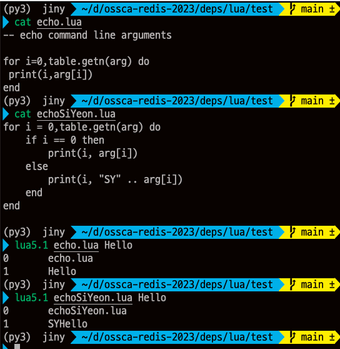 (py3) jiny ~/d/ossca-redis-2023/deps/lua/test main ±
cat echo.lua
-- echo command line arguments
for i=0,table.getn(arg) do
 print(i,arg[i])
end
(py3) jiny ~/d/ossca-redis-2023/deps/lua/test main ±
cat echoSiYeon.lua
for i = 0,table.getn(arg) do
    if i == 0 then
        print(i, arg[i])
    else
        print(i, "SY" .. arg[i])
    end
end
(py3) jiny ~/d/ossca-redis-2023/deps/lua/test main ±
lua5.1 echo.lua Hello
0       echo.lua
1       Hello
(py3) jiny ~/d/ossca-redis-2023/deps/lua/test main ±
lua5.1 echoSiYeon.lua Hello
0       echoSiYeon.lua
1       SYHello
(py3) jiny ~/d/ossca-redis-2023/deps/lua/test main ±